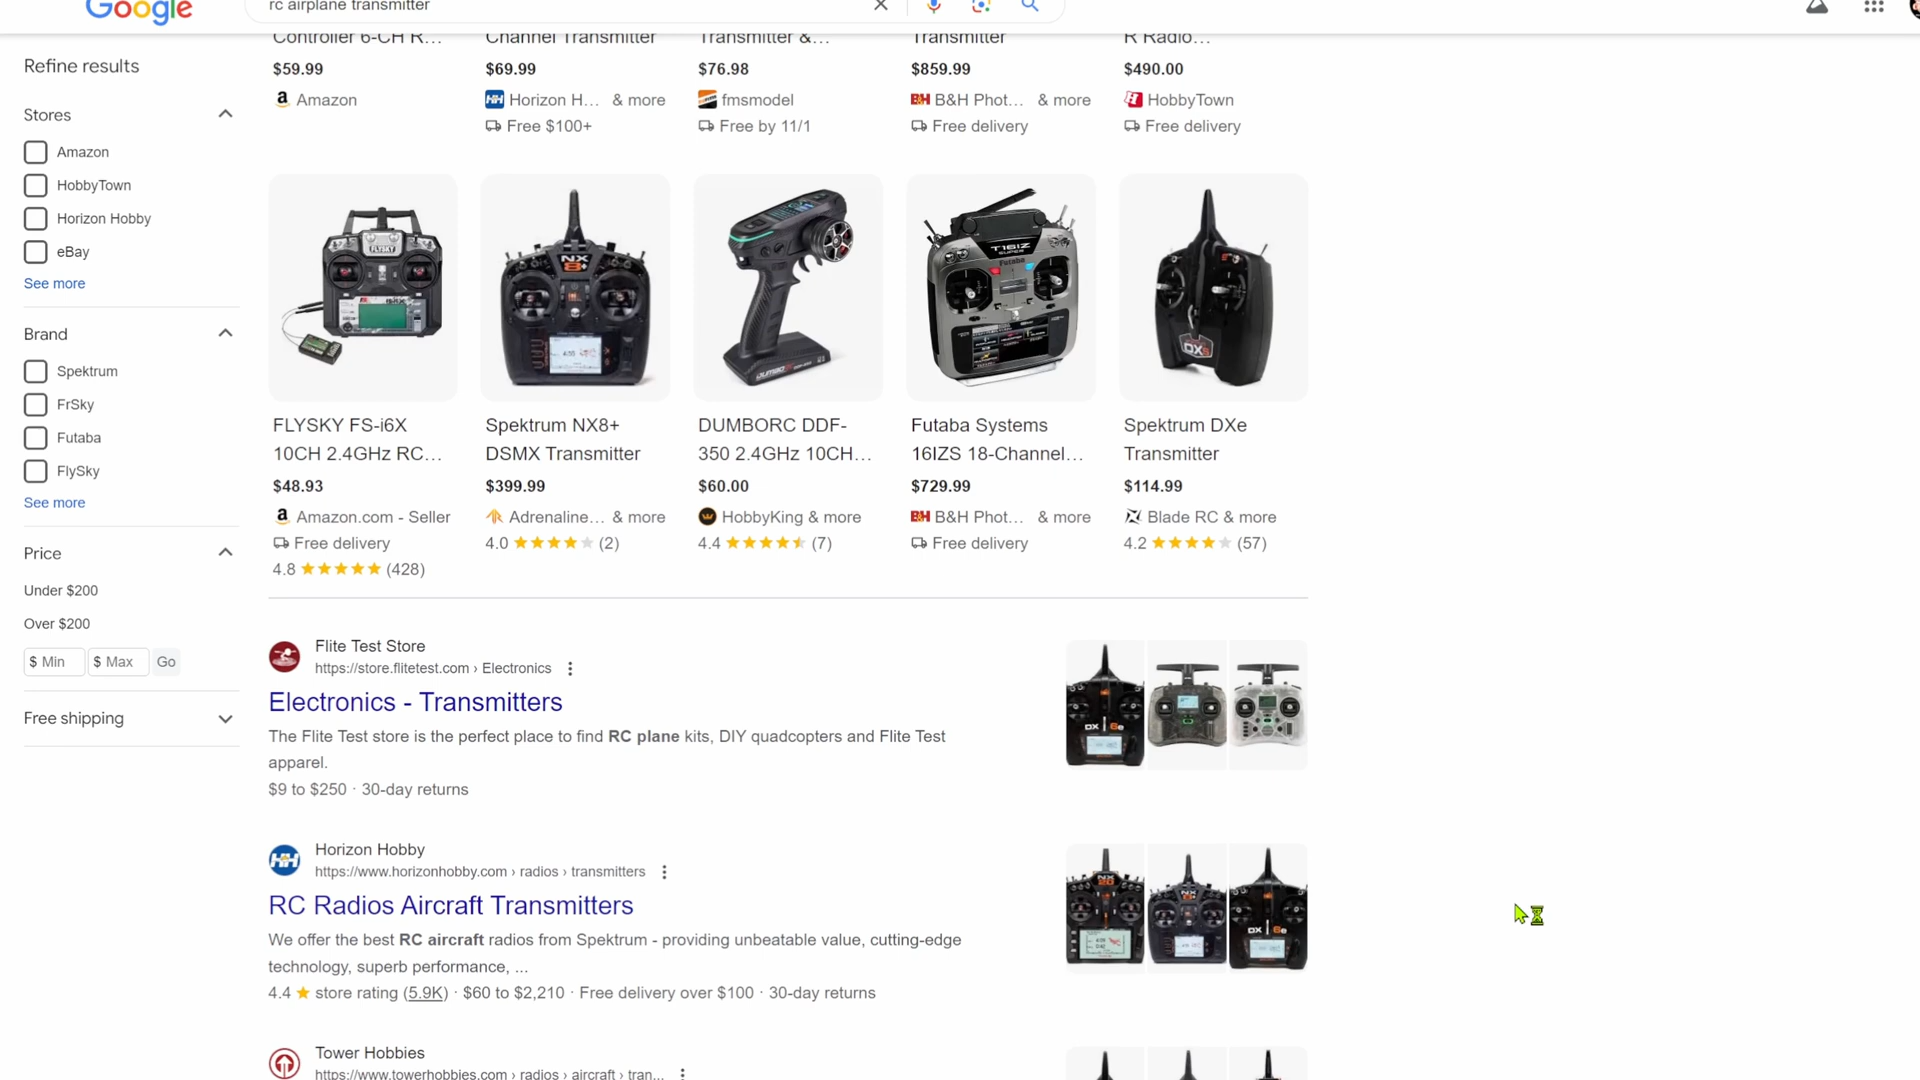 Google
rc airplane transmitter
Controller 6-CH R...
$59.99
Amazon
Channel Transmitter
$69.99
Horizon H... & more
Free $100+
Transmitter &...
$76.98
fmsmodel
Free by 11/1
Transmitter
$859.99
B&H Phot... & more
Free delivery
R Radio...
$490.00
HobbyTown
Free delivery
Refine results
Stores
Amazon
HobbyTown
Horizon Hobby
eBay
See more
Brand
Spektrum
FrSky
Futaba
FlySky
See more
Price
Under $200
Over $200
$ Min $ Max Go
Free shipping
FLYSKY
NX
8+
T16IZ
SUPER
Futaba
FLYSKY FS-i6X
10CH 2.4GHz RC...
$48.93
Amazon.com - Seller
Free delivery
4.8 (428)
Spektrum NX8+
DSMX Transmitter
$399.99
Adrenaline... & more
4.0 (2)
DUMBORC DDF-
350 2.4GHz 10CH...
$60.00
HobbyKing & more
4.4 (7)
Futaba Systems
16IZS 18-Channel...
$729.99
B&H Phot... & more
Free delivery
Spektrum DXe
Transmitter
$114.99
Blade RC & more
4.2 (57)
Flite Test Store
https://store.flitetest.com › Electronics
Electronics - Transmitters
The Flite Test store is the perfect place to find RC plane kits, DIY quadcopters and Flite Test
apparel.
$9 to $250 · 30-day returns
Horizon Hobby
https://www.horizonhobby.com › radios › transmitters
RC Radios Aircraft Transmitters
We offer the best RC aircraft radios from Spektrum - providing unbeatable value, cutting-edge
technology, superb performance, ...
4.4 store rating (5.9K) · $60 to $2,210 · Free delivery over $100 · 30-day returns
Tower Hobbies
https://www.towerhobbies.com › radios › aircraft › tran...